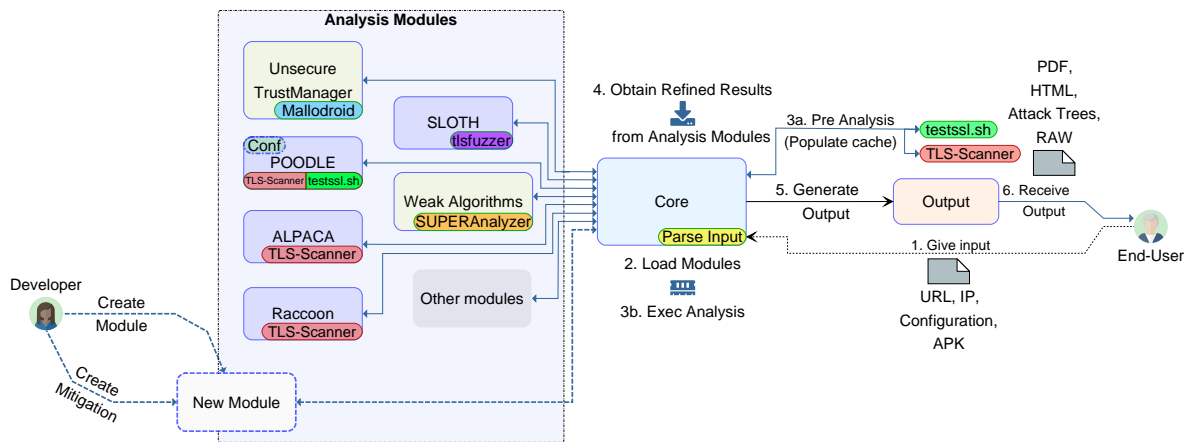 Analysis Modules
Unsecure
TrustManager
Mallodroid
SLOTH
tlsfuzzer
Conf
POODLE
TLS-Scanner
testssl.sh
Weak Algorithms
SUPERAnalyzer
ALPACA
TLS-Scanner
Other modules
Raccoon
TLS-Scanner
Developer
Create
Module
Create
Mitigation
New Module
4. Obtain Refined Results
from Analysis Modules
Core
Parse Input
2. Load Modules
3b. Exec Analysis
3a. Pre Analysis
(Populate cache)
testssl.sh
TLS-Scanner
PDF,
HTML,
Attack Trees,
RAW
5. Generate
Output
Output
6. Receive
Output
1. Give input
End-User
URL, IP,
Configuration,
APK